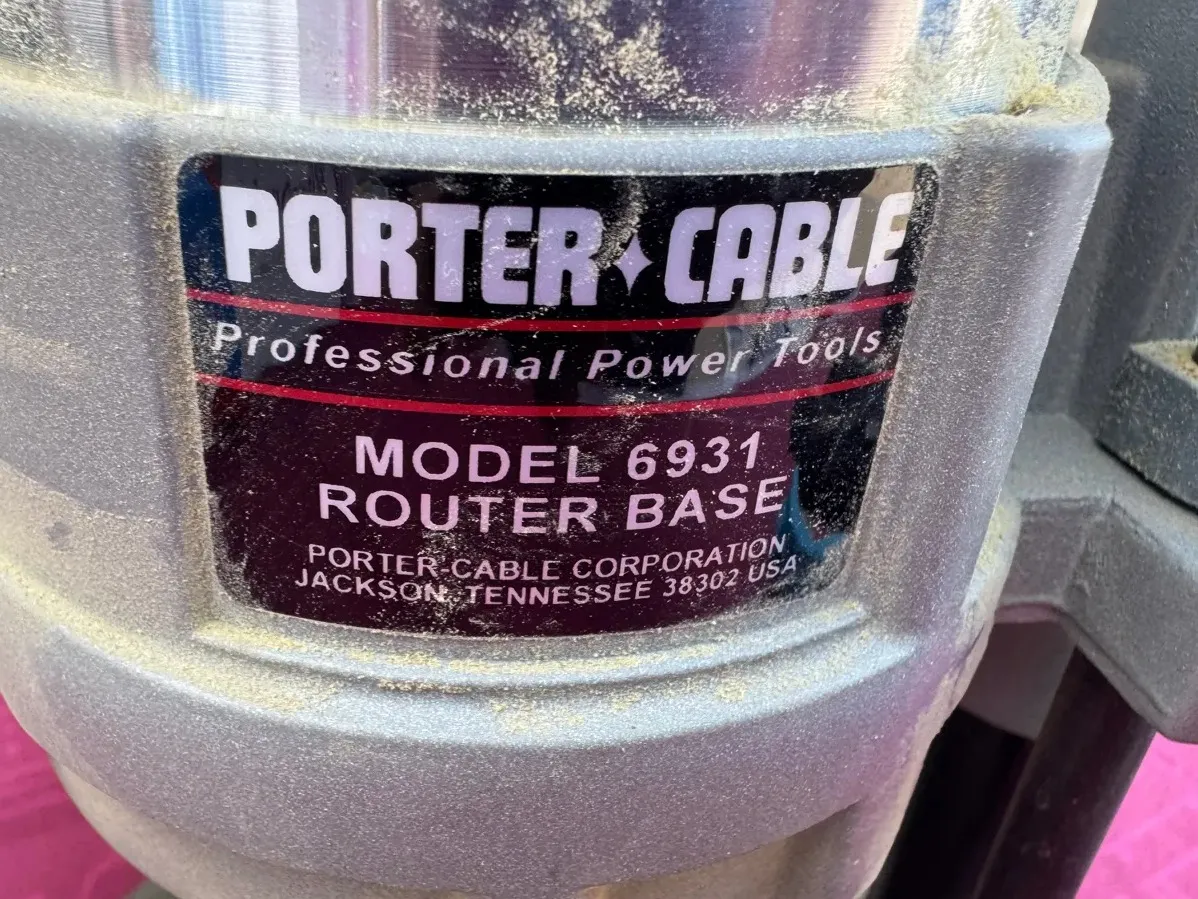 PORTER✦CABLE
Professional Power Tools
MODEL 6931
ROUTER BASE
PORTER-CABLE CORPORATION
JACKSON, TENNESSEE 38302 USA